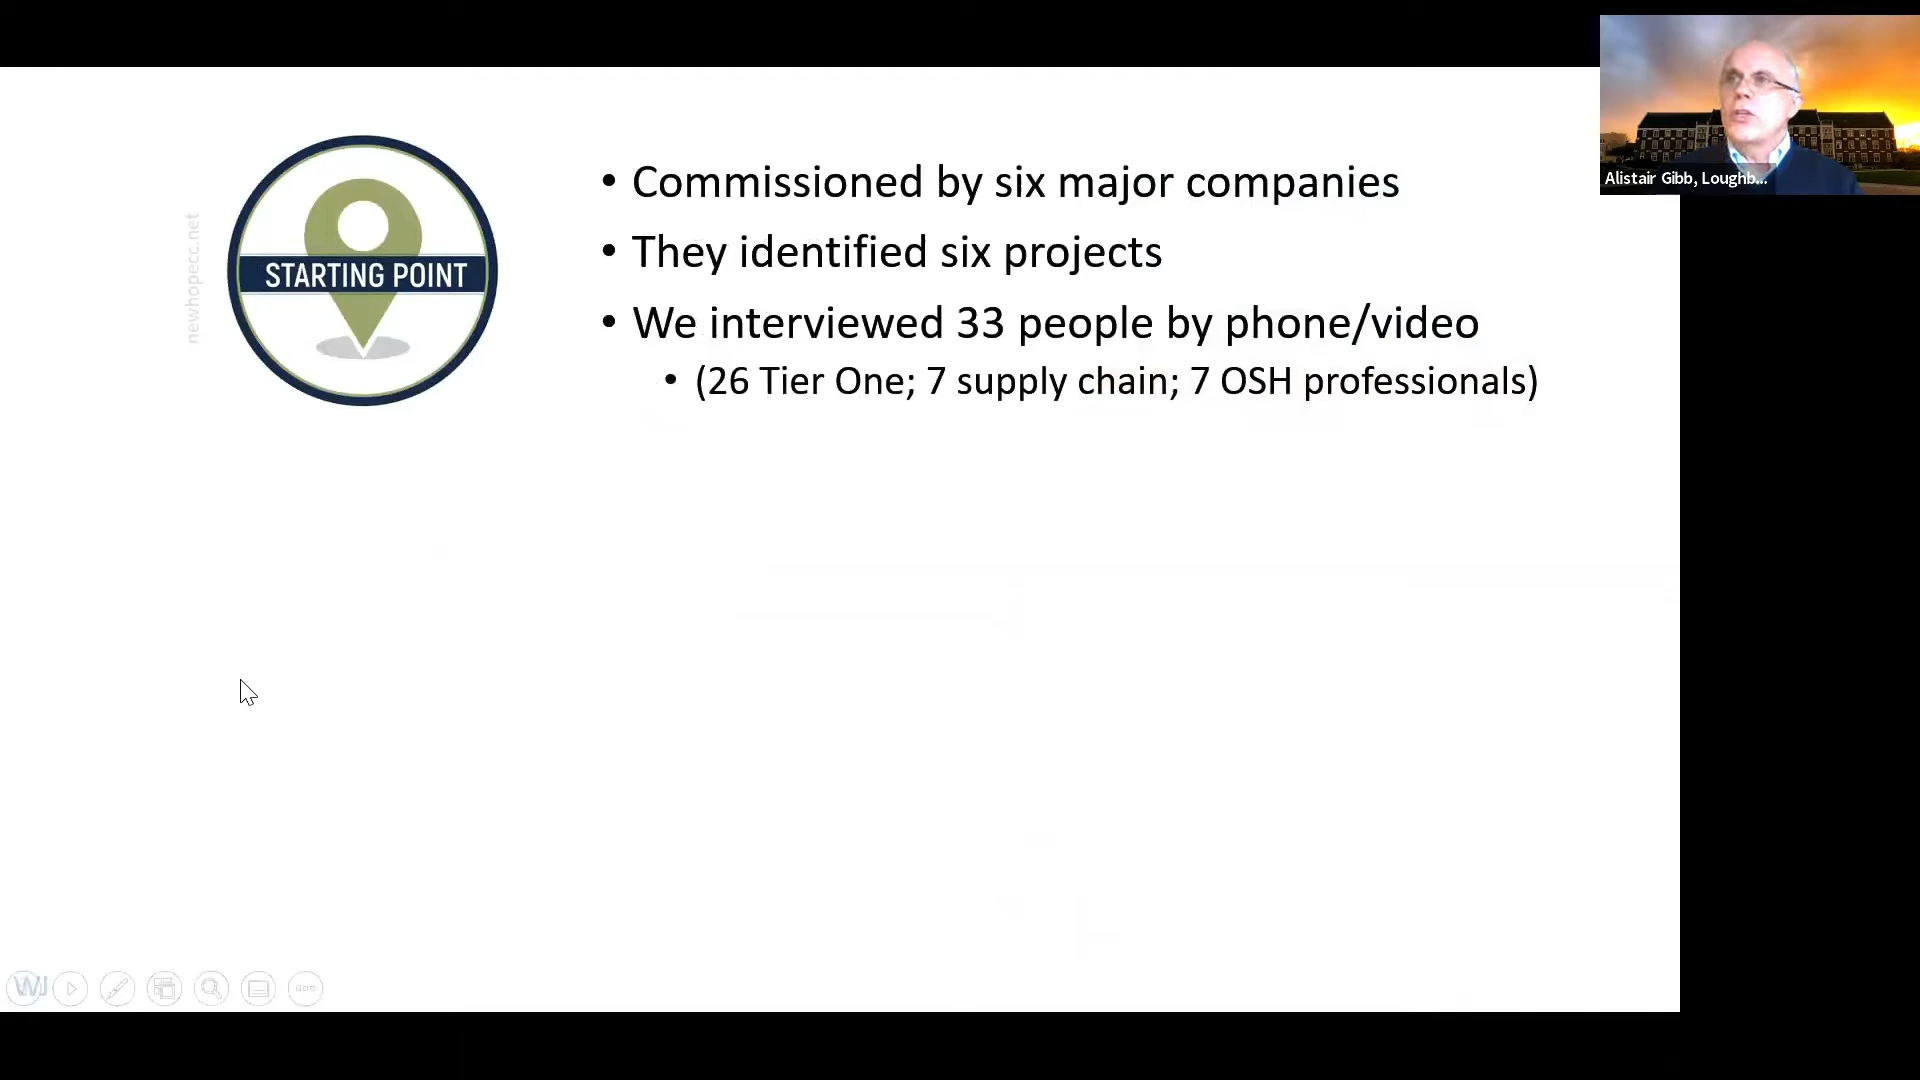 Alistair Gibb, Loughb...
newhopecc.net
STARTING POINT
• Commissioned by six major companies
• They identified six projects
• We interviewed 33 people by phone/video
• (26 Tier One; 7 supply chain; 7 OSH professionals)
WJ